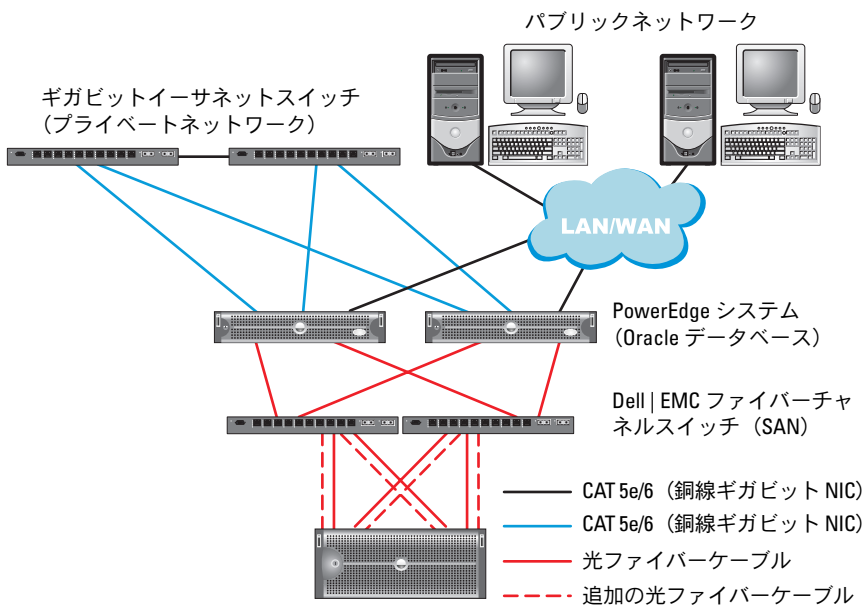 パブリックネットワーク
ギガビットイーサネットスイッチ
（プライベートネットワーク）
LAN/WAN
PowerEdge システム
（Oracle データベース）
Dell | EMC ファイバーチャ
ネルスイッチ（SAN）
CAT 5e/6（銅線ギガビット NIC）
CAT 5e/6（銅線ギガビット NIC）
光ファイバーケーブル
追加の光ファイバーケーブル